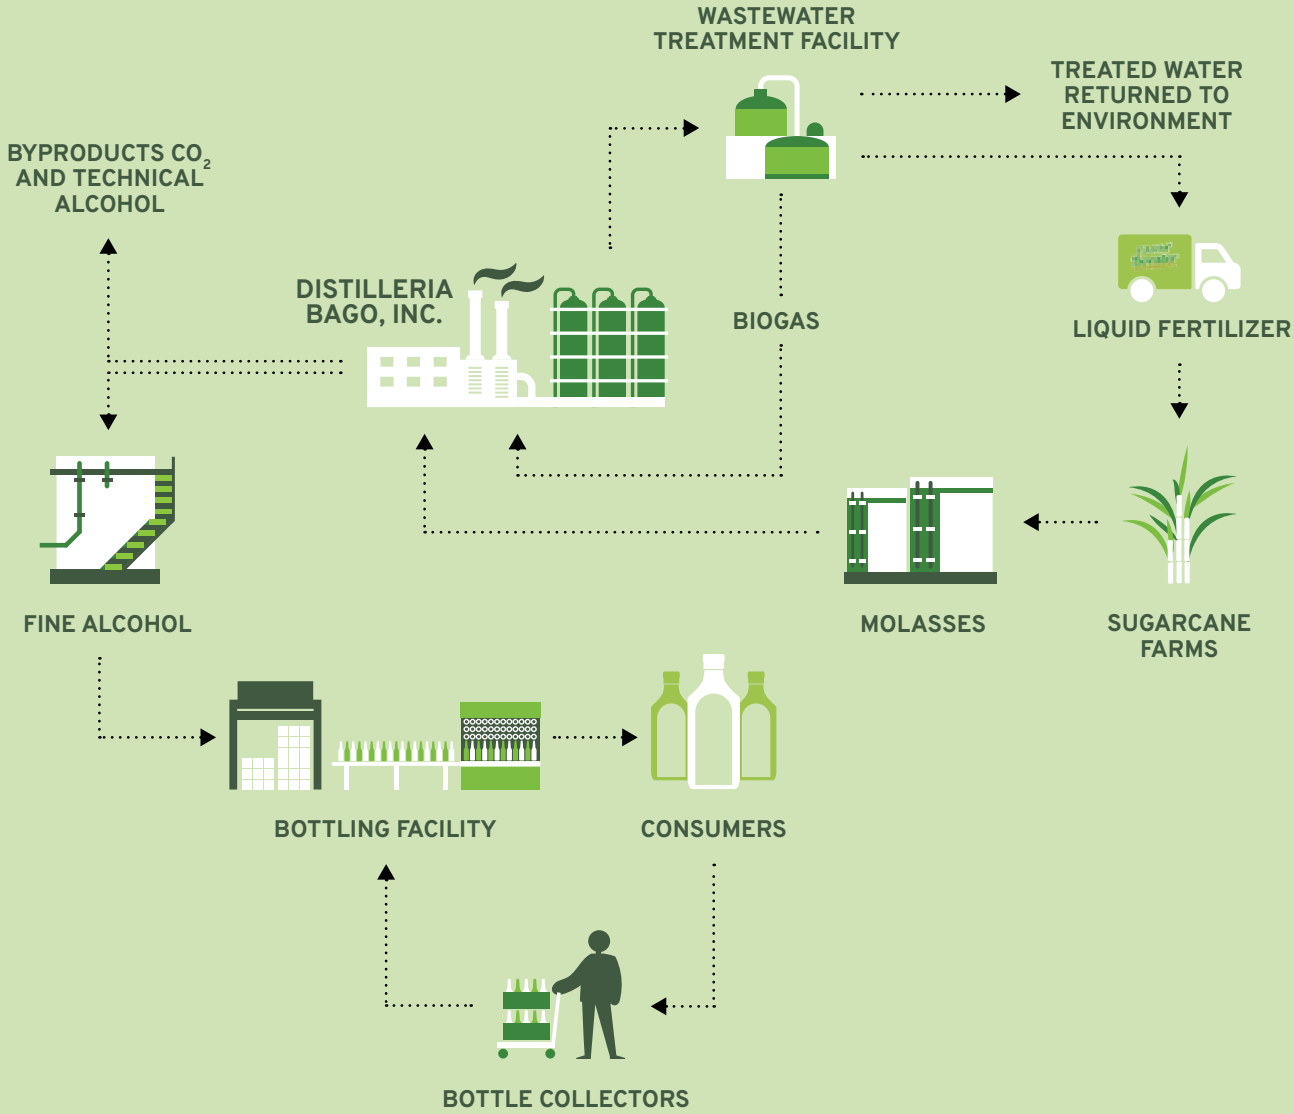 WASTEWATER
TREATMENT FACILITY
TREATED WATER
RETURNED TO
ENVIRONMENT
BYPRODUCTS CO₂
AND TECHNICAL
ALCOHOL
DISTILLERIA
BAGO, INC.
BIOGAS
LIQUID FERTILIZER
FINE ALCOHOL
MOLASSES
SUGARCANE
FARMS
BOTTLING FACILITY
CONSUMERS
BOTTLE COLLECTORS